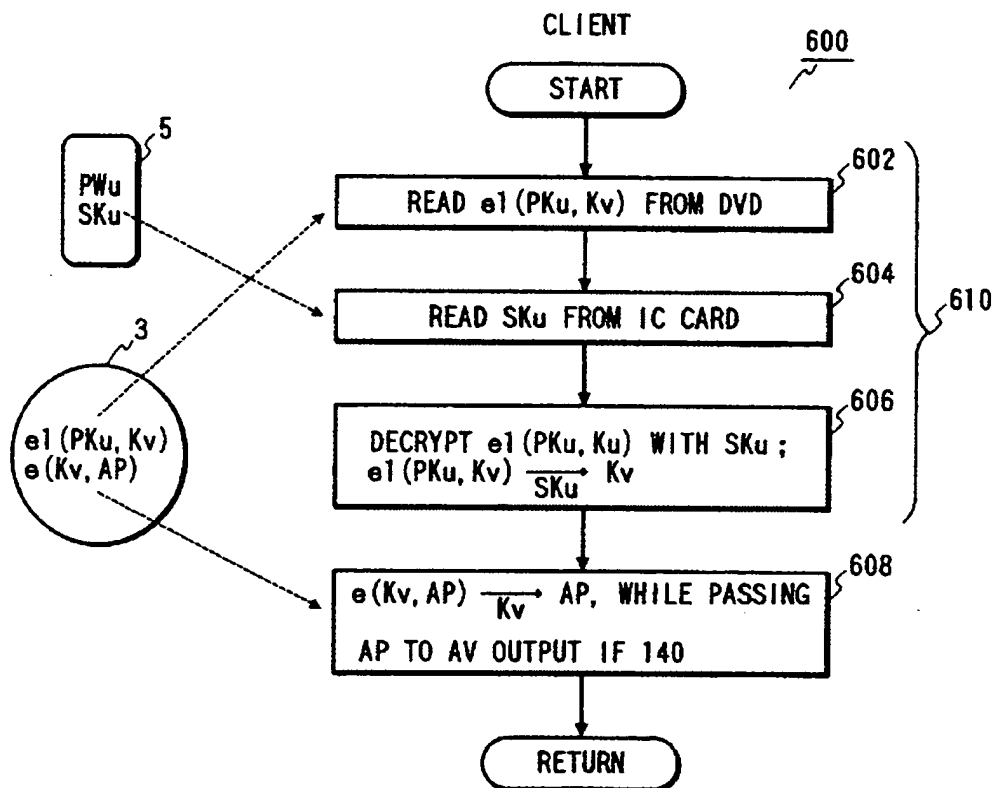 CLIENT
600
START
5
PWu
SKu
602
READ e1(PKu, Kv) FROM DVD
604
READ SKu FROM IC CARD
610
3
e1(PKu, Kv)
e(Kv, AP)
606
DECRYPT e1(PKu, Ku) WITH SKu ;
e1(PKu, Kv) → Kv
SKu
608
e(Kv, AP) → AP, WHILE PASSING
Kv
AP TO AV OUTPUT IF 140
RETURN